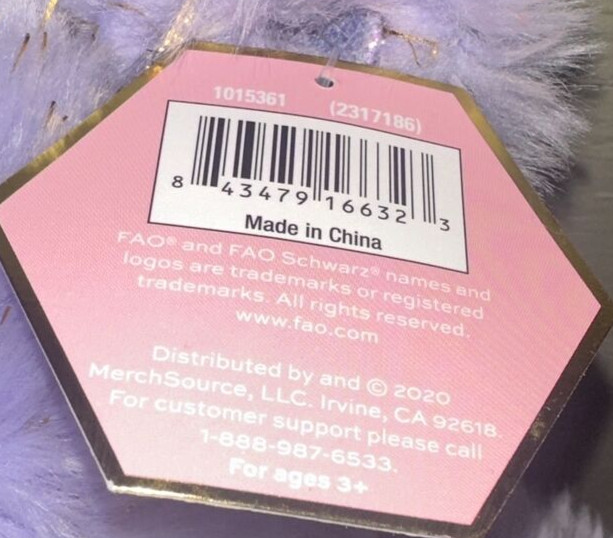 1015361 (2317186)
8 43479 16632 3
Made in China
FAO® and FAO Schwarz® names and
logos are trademarks or registered
trademarks. All rights reserved.
www.fao.com
Distributed by and © 2020
MerchSource, LLC. Irvine, CA 92618.
For customer support please call
1-888-987-6533.
For ages 3+